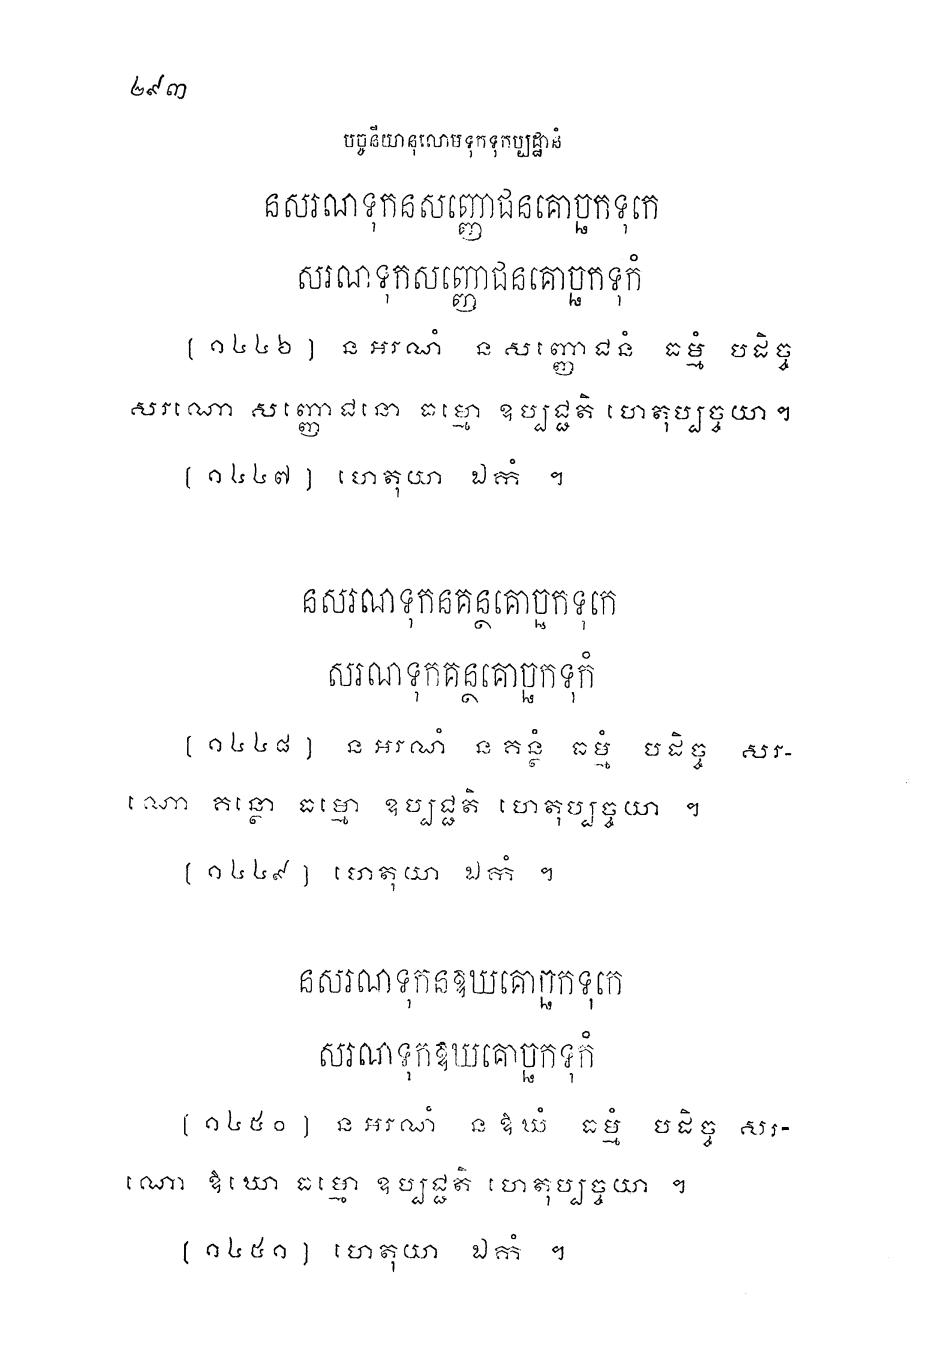 ២៩៣
បច្ចនីយានុលោមទុកទុកប្បដ្ឋានំ
នសរណទុកនសញ្ញោជនគោច្ឆកទុកេ
សរណទុកសញ្ញោជនគោច្ឆកទុកំ
[១៤៤៦] ន អរណំ ន សញ្ញោជនំ ធម្មំ បដិច្ច
សរណោ សញ្ញោជនោ ធម្មោ ឧប្បជ្ជតិ ហេតុប្បច្ចយា ។
[១៤៤៧] ហេតុយា ឯកំ ។
នសរណទុកនគន្ថគោច្ឆកទុកេ
សរណទុកគន្ថគោច្ឆកទុកំ
[១៤៤៨] ន អរណំ ន គន្ថំ ធម្មំ បដិច្ច សរ-
ណោ គន្ថោ ធម្មោ ឧប្បជ្ជតិ ហេតុប្បច្ចយា ។
[១៤៤៩] ហេតុយា ឯកំ ។
នសរណទុកនឱឃគោច្ឆកទុកេ
សរណទុកឱឃគោច្ឆកទុកំ
[១៤៥០] ន អរណំ ន ឱឃំ ធម្មំ បដិច្ច សរ-
ណោ ឱឃោ ធម្មោ ឧប្បជ្ជតិ ហេតុប្បច្ចយា ។
[១៤៥១] ហេតុយា ឯកំ ។